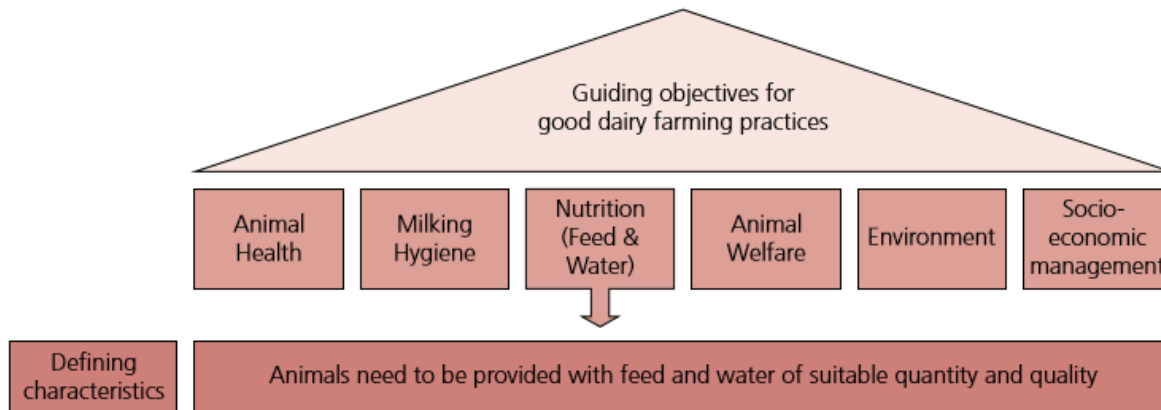 Guiding objectives for
good dairy farming practices
Animal
Health
Milking
Hygiene
Nutrition
(Feed &
Water)
Animal
Welfare
Environment
Socio-
economic
management
Defining
characteristics
Animals need to be provided with feed and water of suitable quantity and quality